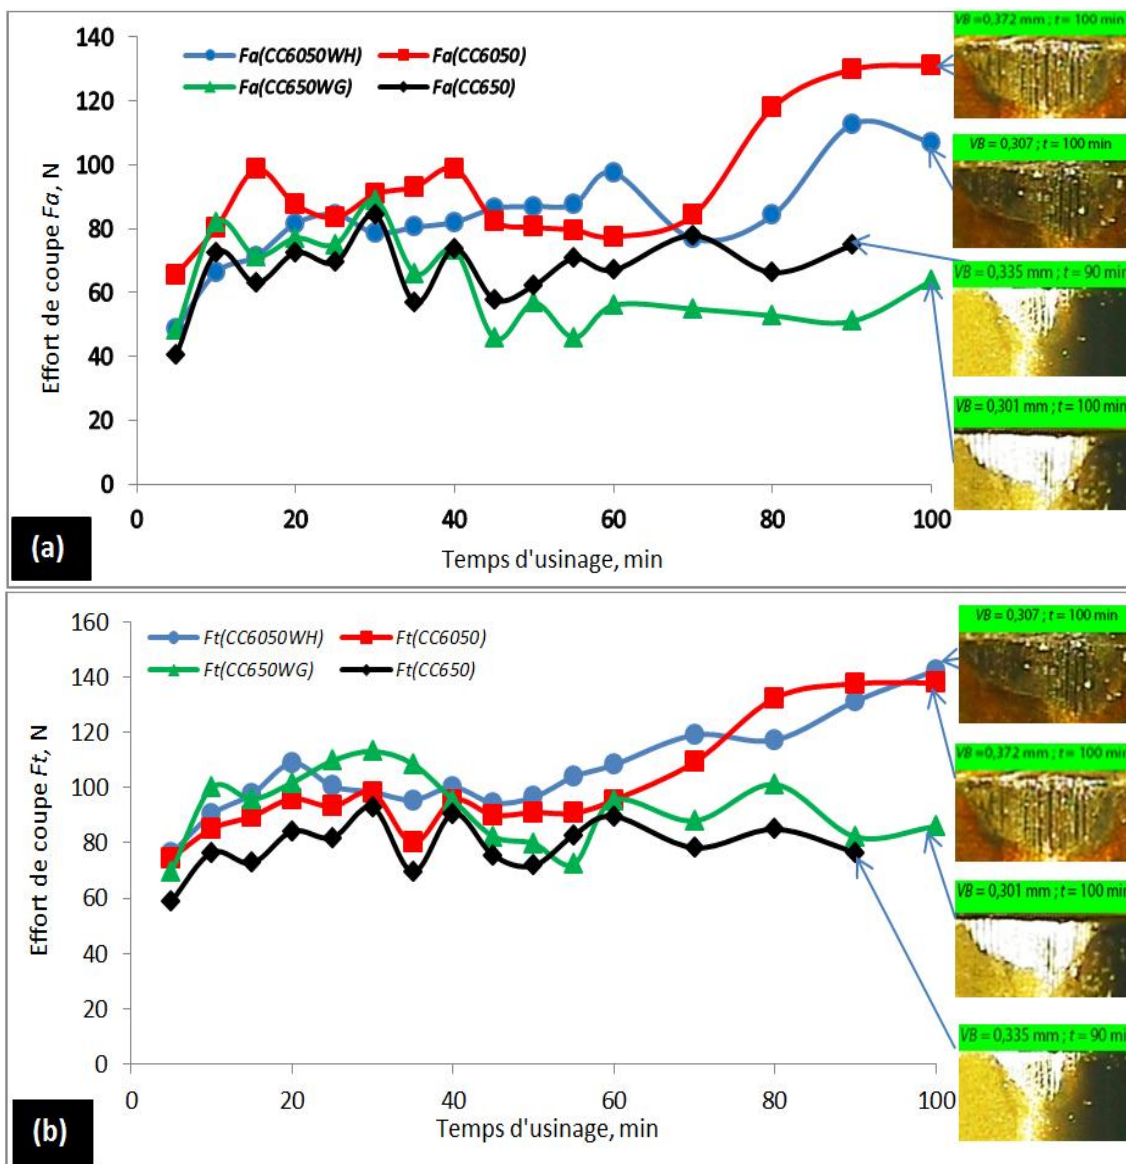 140
120
100
80
60
40
20
0
Effort de coupe Fa, N
Fa(CC6050WH)
Fa(CC6050)
Fa(CC650WG)
Fa(CC650)
0
20
40
60
80
100
Temps d'usinage, min
(a)
VB =0,372 mm ; t = 100 min
VB = 0,307 ; t = 100 min
VB = 0,335 mm ; t = 90 min
VB = 0,301 mm ; t = 100 min
160
140
120
100
80
60
40
20
0
Effort de coupe Ft, N
Ft(CC6050WH)
Ft(CC6050)
Ft(CC650WG)
Ft(CC650)
0
20
40
60
80
100
Temps d'usinage, min
(b)
VB = 0,307 ; t = 100 min
VB =0,372 mm ; t = 100 min
VB = 0,301 mm ; t = 100 min
VB = 0,335 mm ; t = 90 min